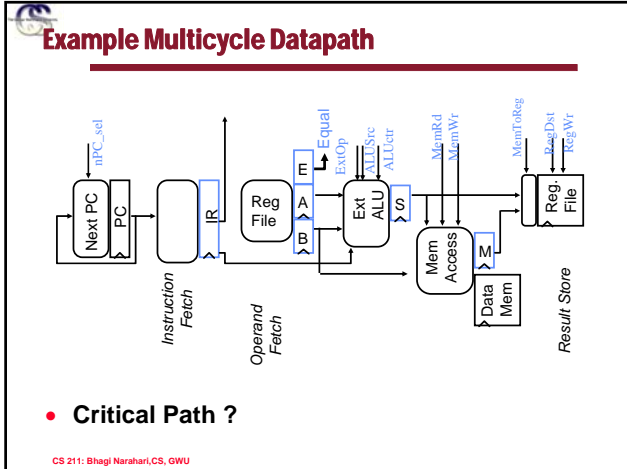 Example Multicycle Datapath
nPC_sel
Next PC
PC
Instruction
Fetch
IR
Operand
Fetch
Reg
File
E
A
B
Equal
ExtOp
ALUSrc
ALUctr
Ext
ALU
S
MemRd
MemWr
Mem
Access
M
Data
Mem
MemToReg
RegDst
RegWr
Reg.
File
Result Store
• Critical Path ?
CS 211: Bhagi Narahari,CS, GWU